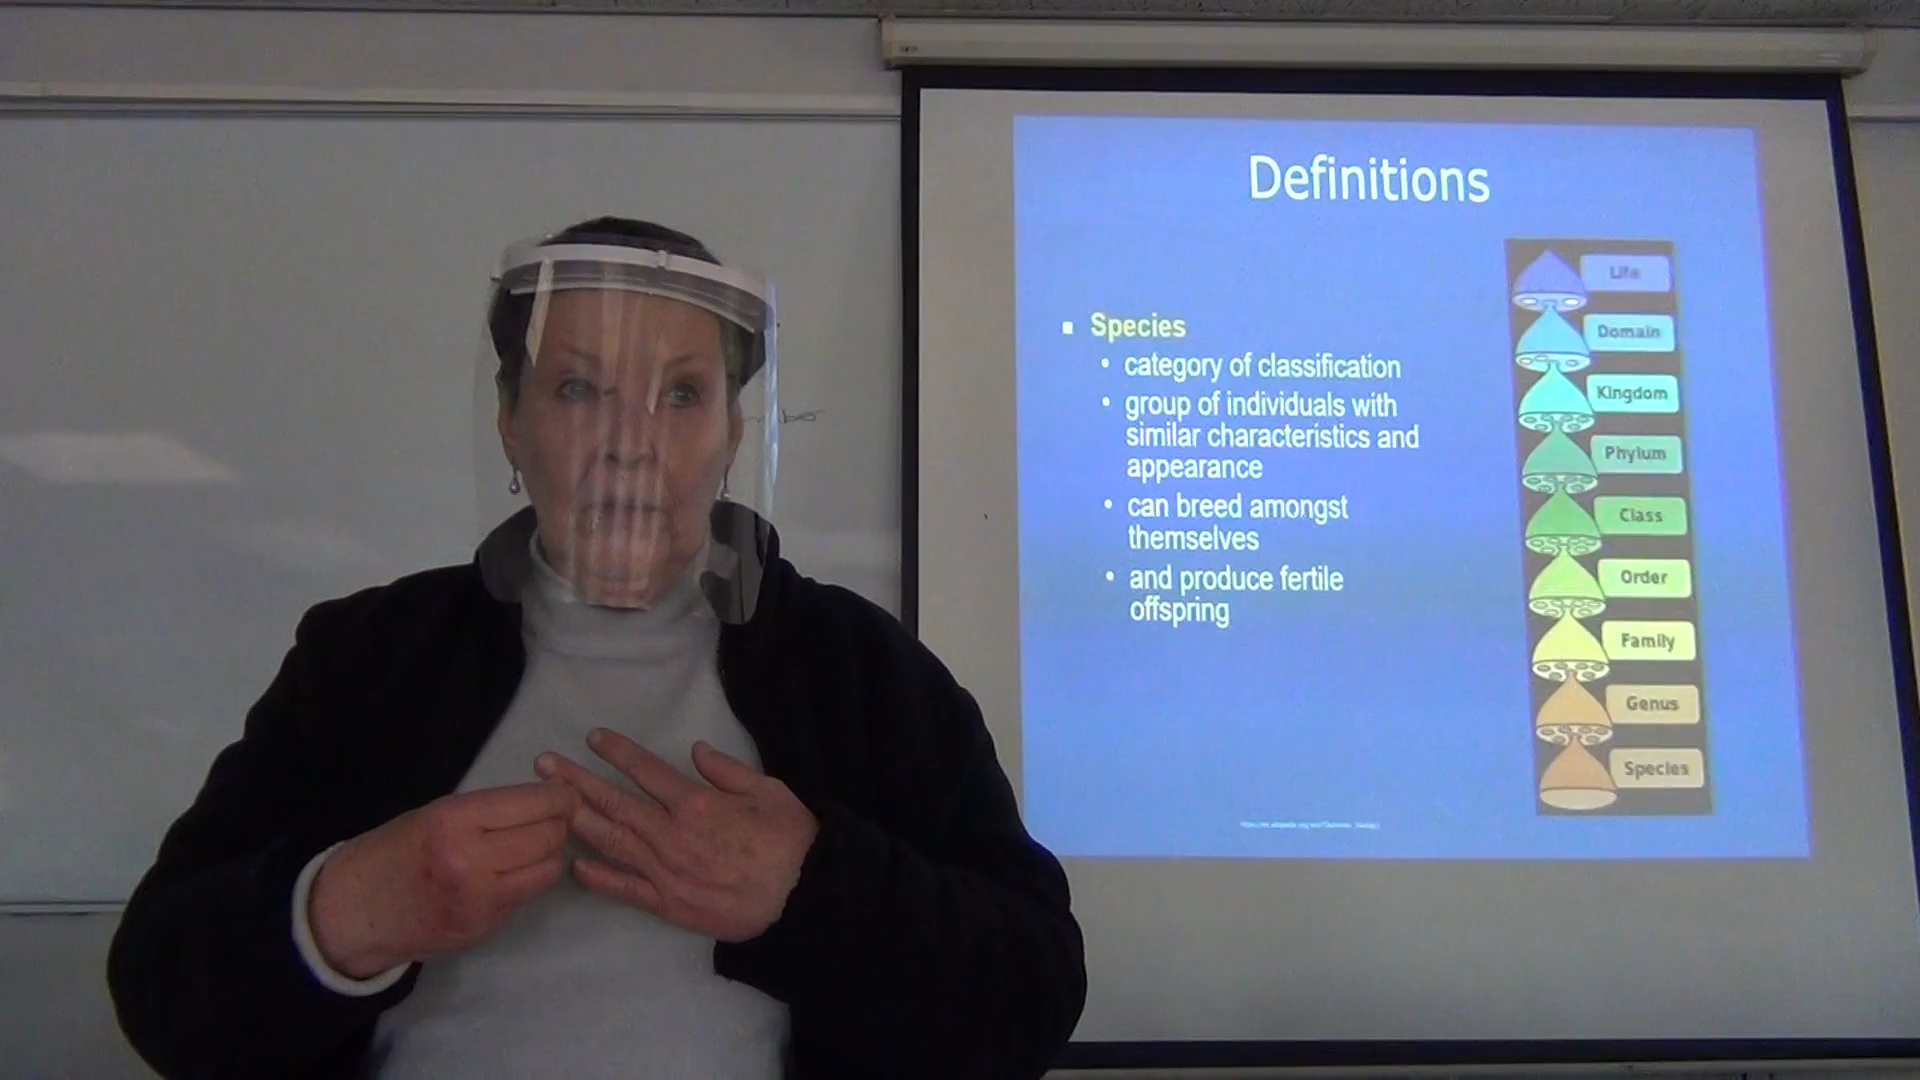 Definitions
Species
category of classification
group of individuals with
similar characteristics and
appearance
can breed amongst
themselves
and produce fertile
offspring
Life
Domain
Kingdom
Phylum
Class
Order
Family
Genus
Species